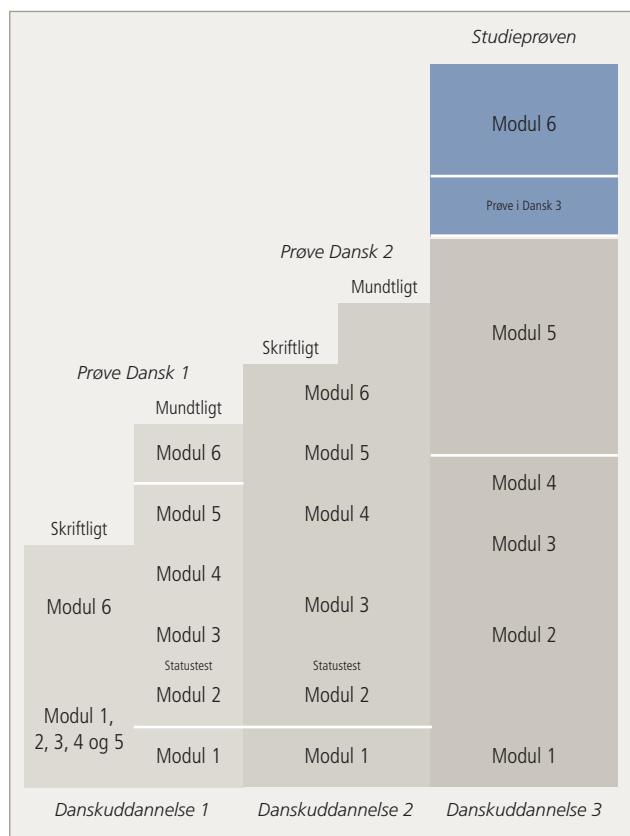 Studieprøven
Modul 6
Prøve i Dansk 3
Prøve Dansk 2
Mundtligt
Skriftligt
Modul 5
Prøve Dansk 1
Mundtligt
Modul 6
Modul 6
Modul 5
Modul 4
Skriftligt
Modul 5
Modul 4
Modul 3
Modul 4
Modul 6
Modul 3
Modul 3
Modul 2
Statustest
Statustest
Modul 2
Modul 2
Modul 1,
2, 3, 4 og 5
Modul 1
Modul 1
Modul 1
Danskuddannelse 1
Danskuddannelse 2
Danskuddannelse 3